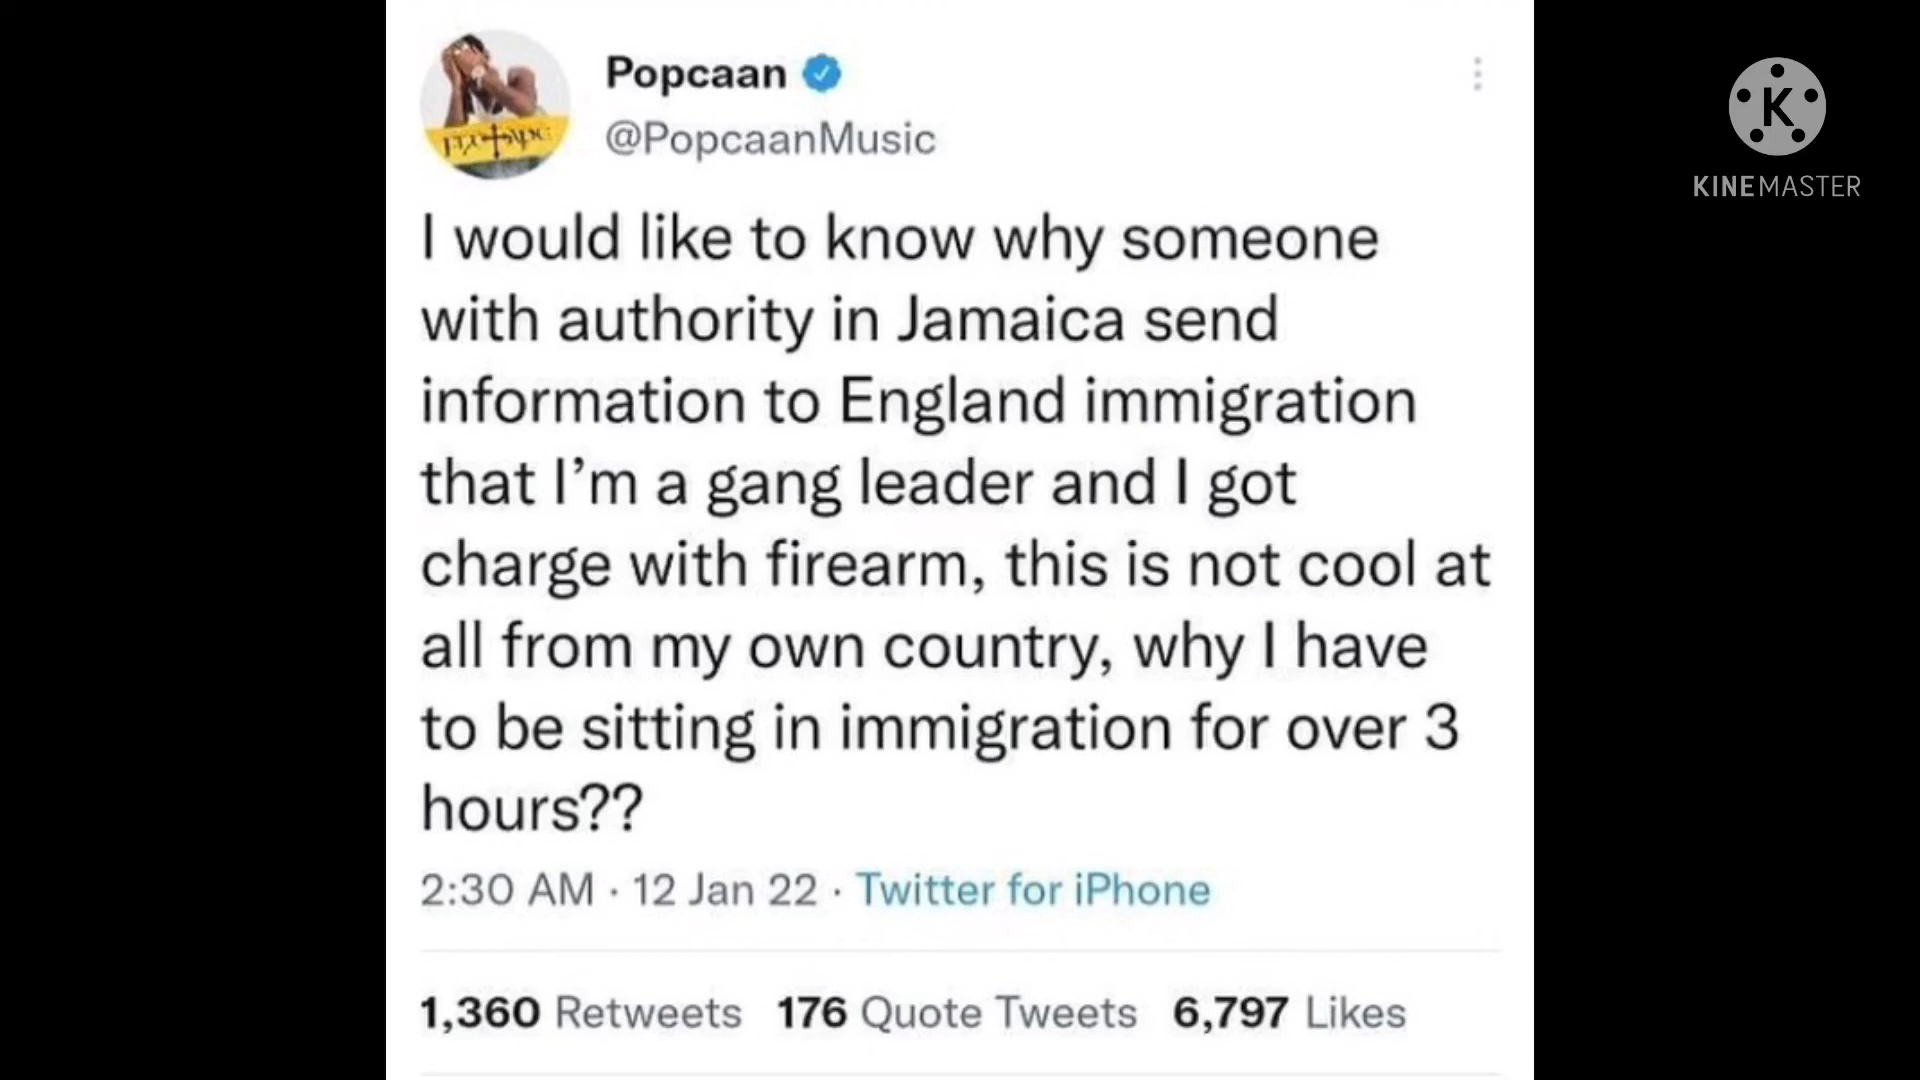 Popcaan
@PopcaanMusic
I would like to know why someone
with authority in Jamaica send
information to England immigration
that I’m a gang leader and I got
charge with firearm, this is not cool at
all from my own country, why I have
to be sitting in immigration for over 3
hours??
2:30 AM · 12 Jan 22 · Twitter for iPhone
1,360 Retweets 176 Quote Tweets 6,797 Likes
K
KINEMASTER